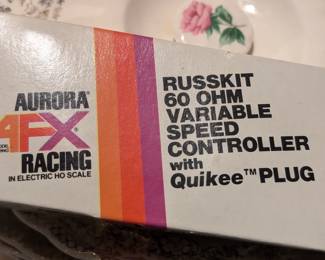 AURORA®
AFX®
RACING
IN ELECTRIC HO SCALE
RUSSKIT
60 OHM
VARIABLE
SPEED
CONTROLLER
with
Quikee™ PLUG